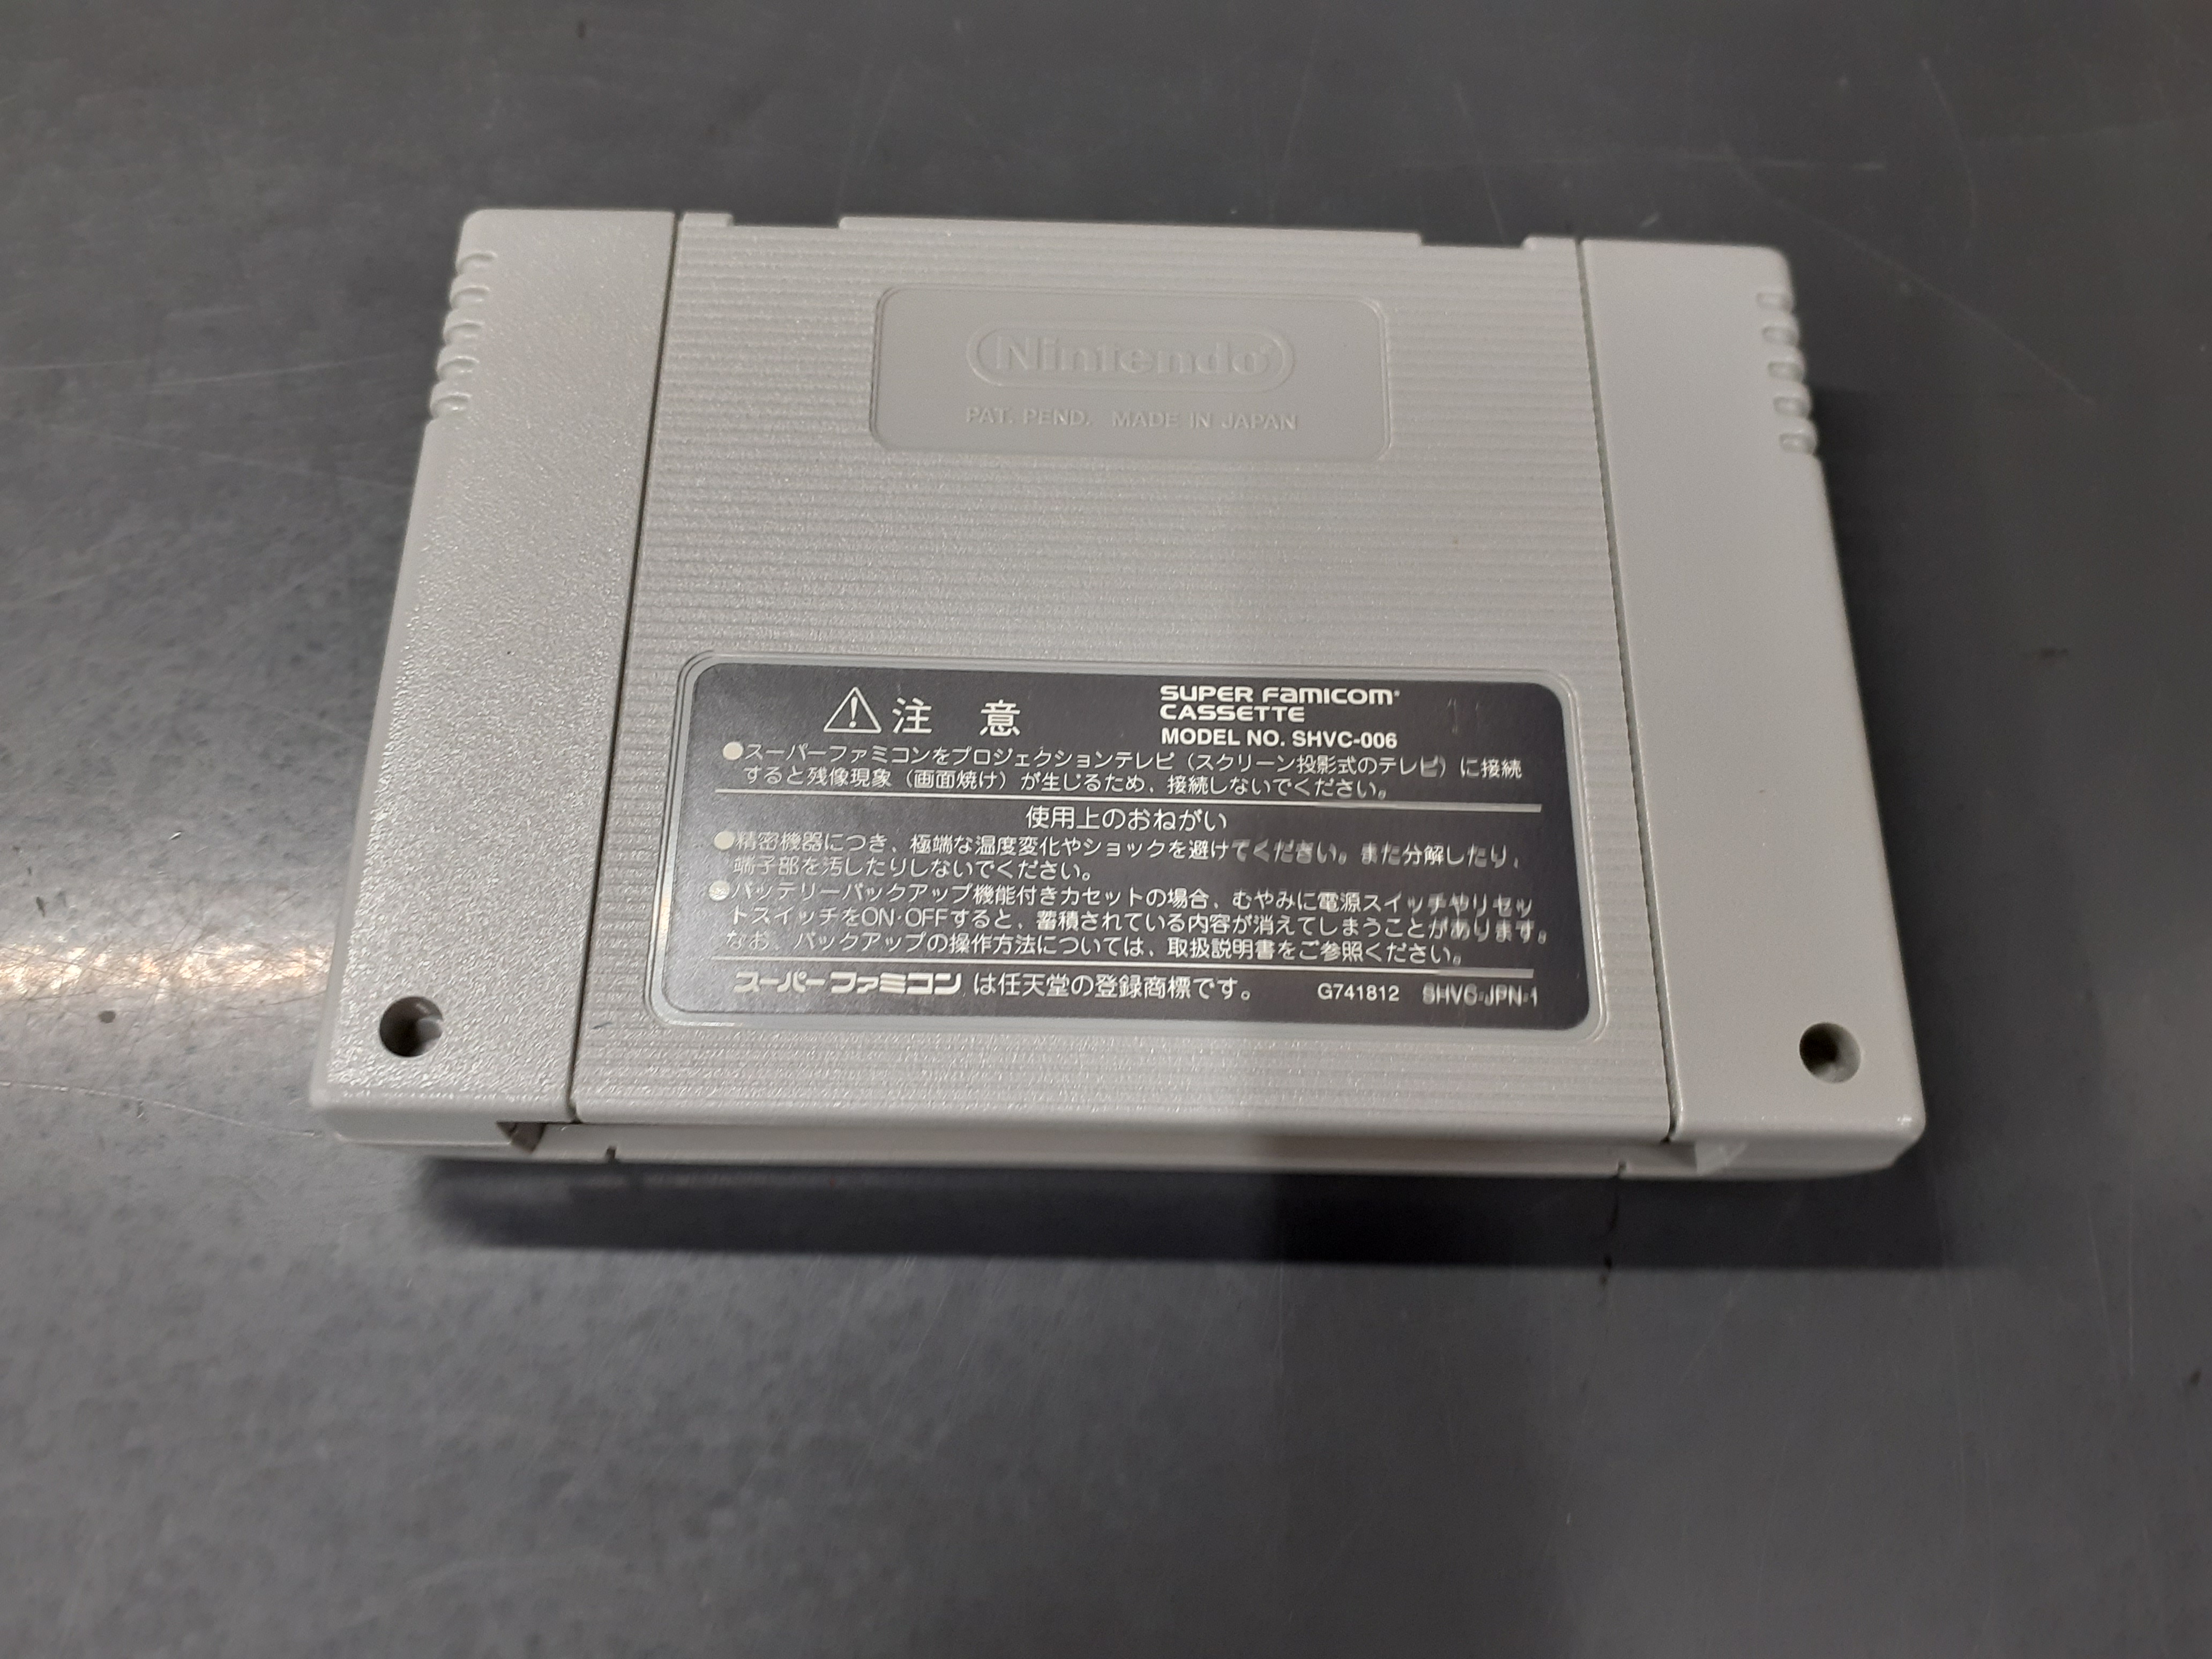 Nintendo
PAT. PEND. MADE IN JAPAN
注 意
SUPER FAMICOM
CASSETTE
MODEL NO. SHVC-006
●スーパーファミコンをプロジェクションテレビ（スクリーン投影式のテレビ）に接続
すると残像現象（画面焼け）が生じるため、接続しないでください。
使用上のおねがい
●精密機器につき、極端な温度変化やショックを避けてください。また分解したり、
端子部を汚したりしないでください。
●バッテリーバックアップ機能付きカセットの場合、むやみに電源スイッチやリセッ
トスイッチをON·OFFすると、蓄積されている内容が消えてしまうことがあります。
なお、バックアップの操作方法については、取扱説明書をご参照ください。
スーパーファミコン は任天堂の登録商標です。 G741812 SHVC-JPN-1